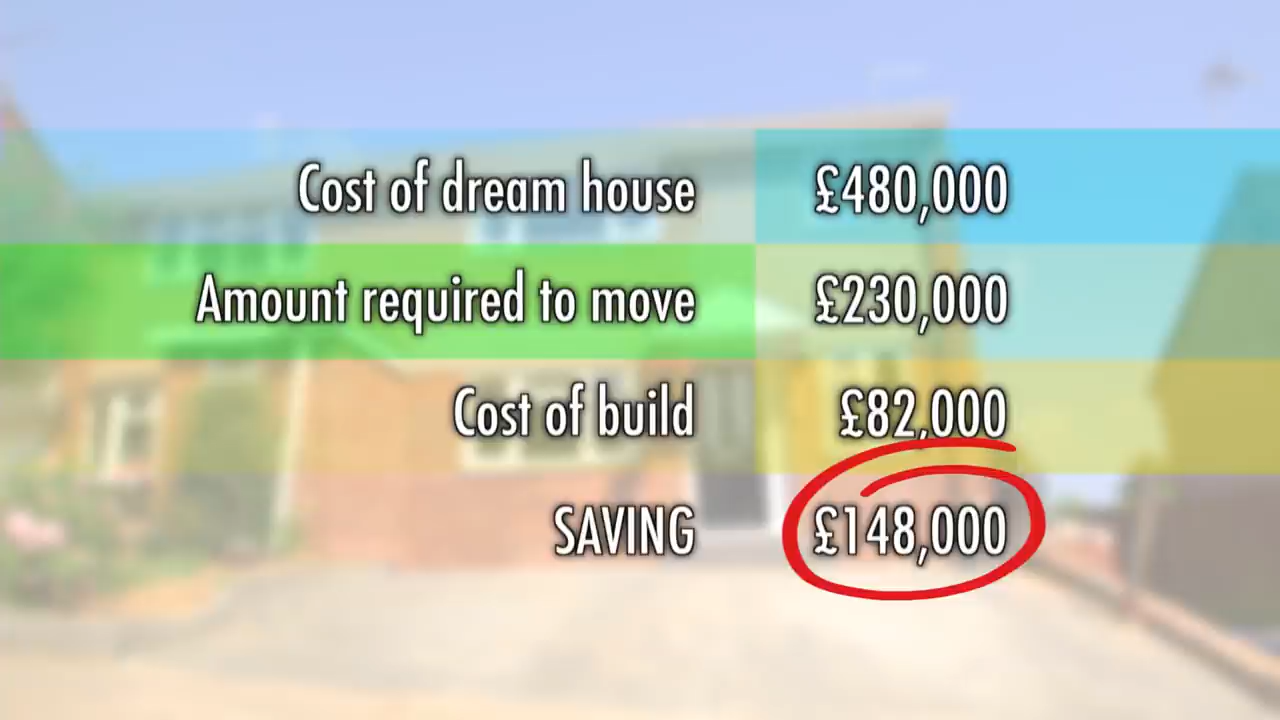 Cost of dream house £480,000
Amount required to move £230,000
Cost of build £82,000
SAVING £148,000